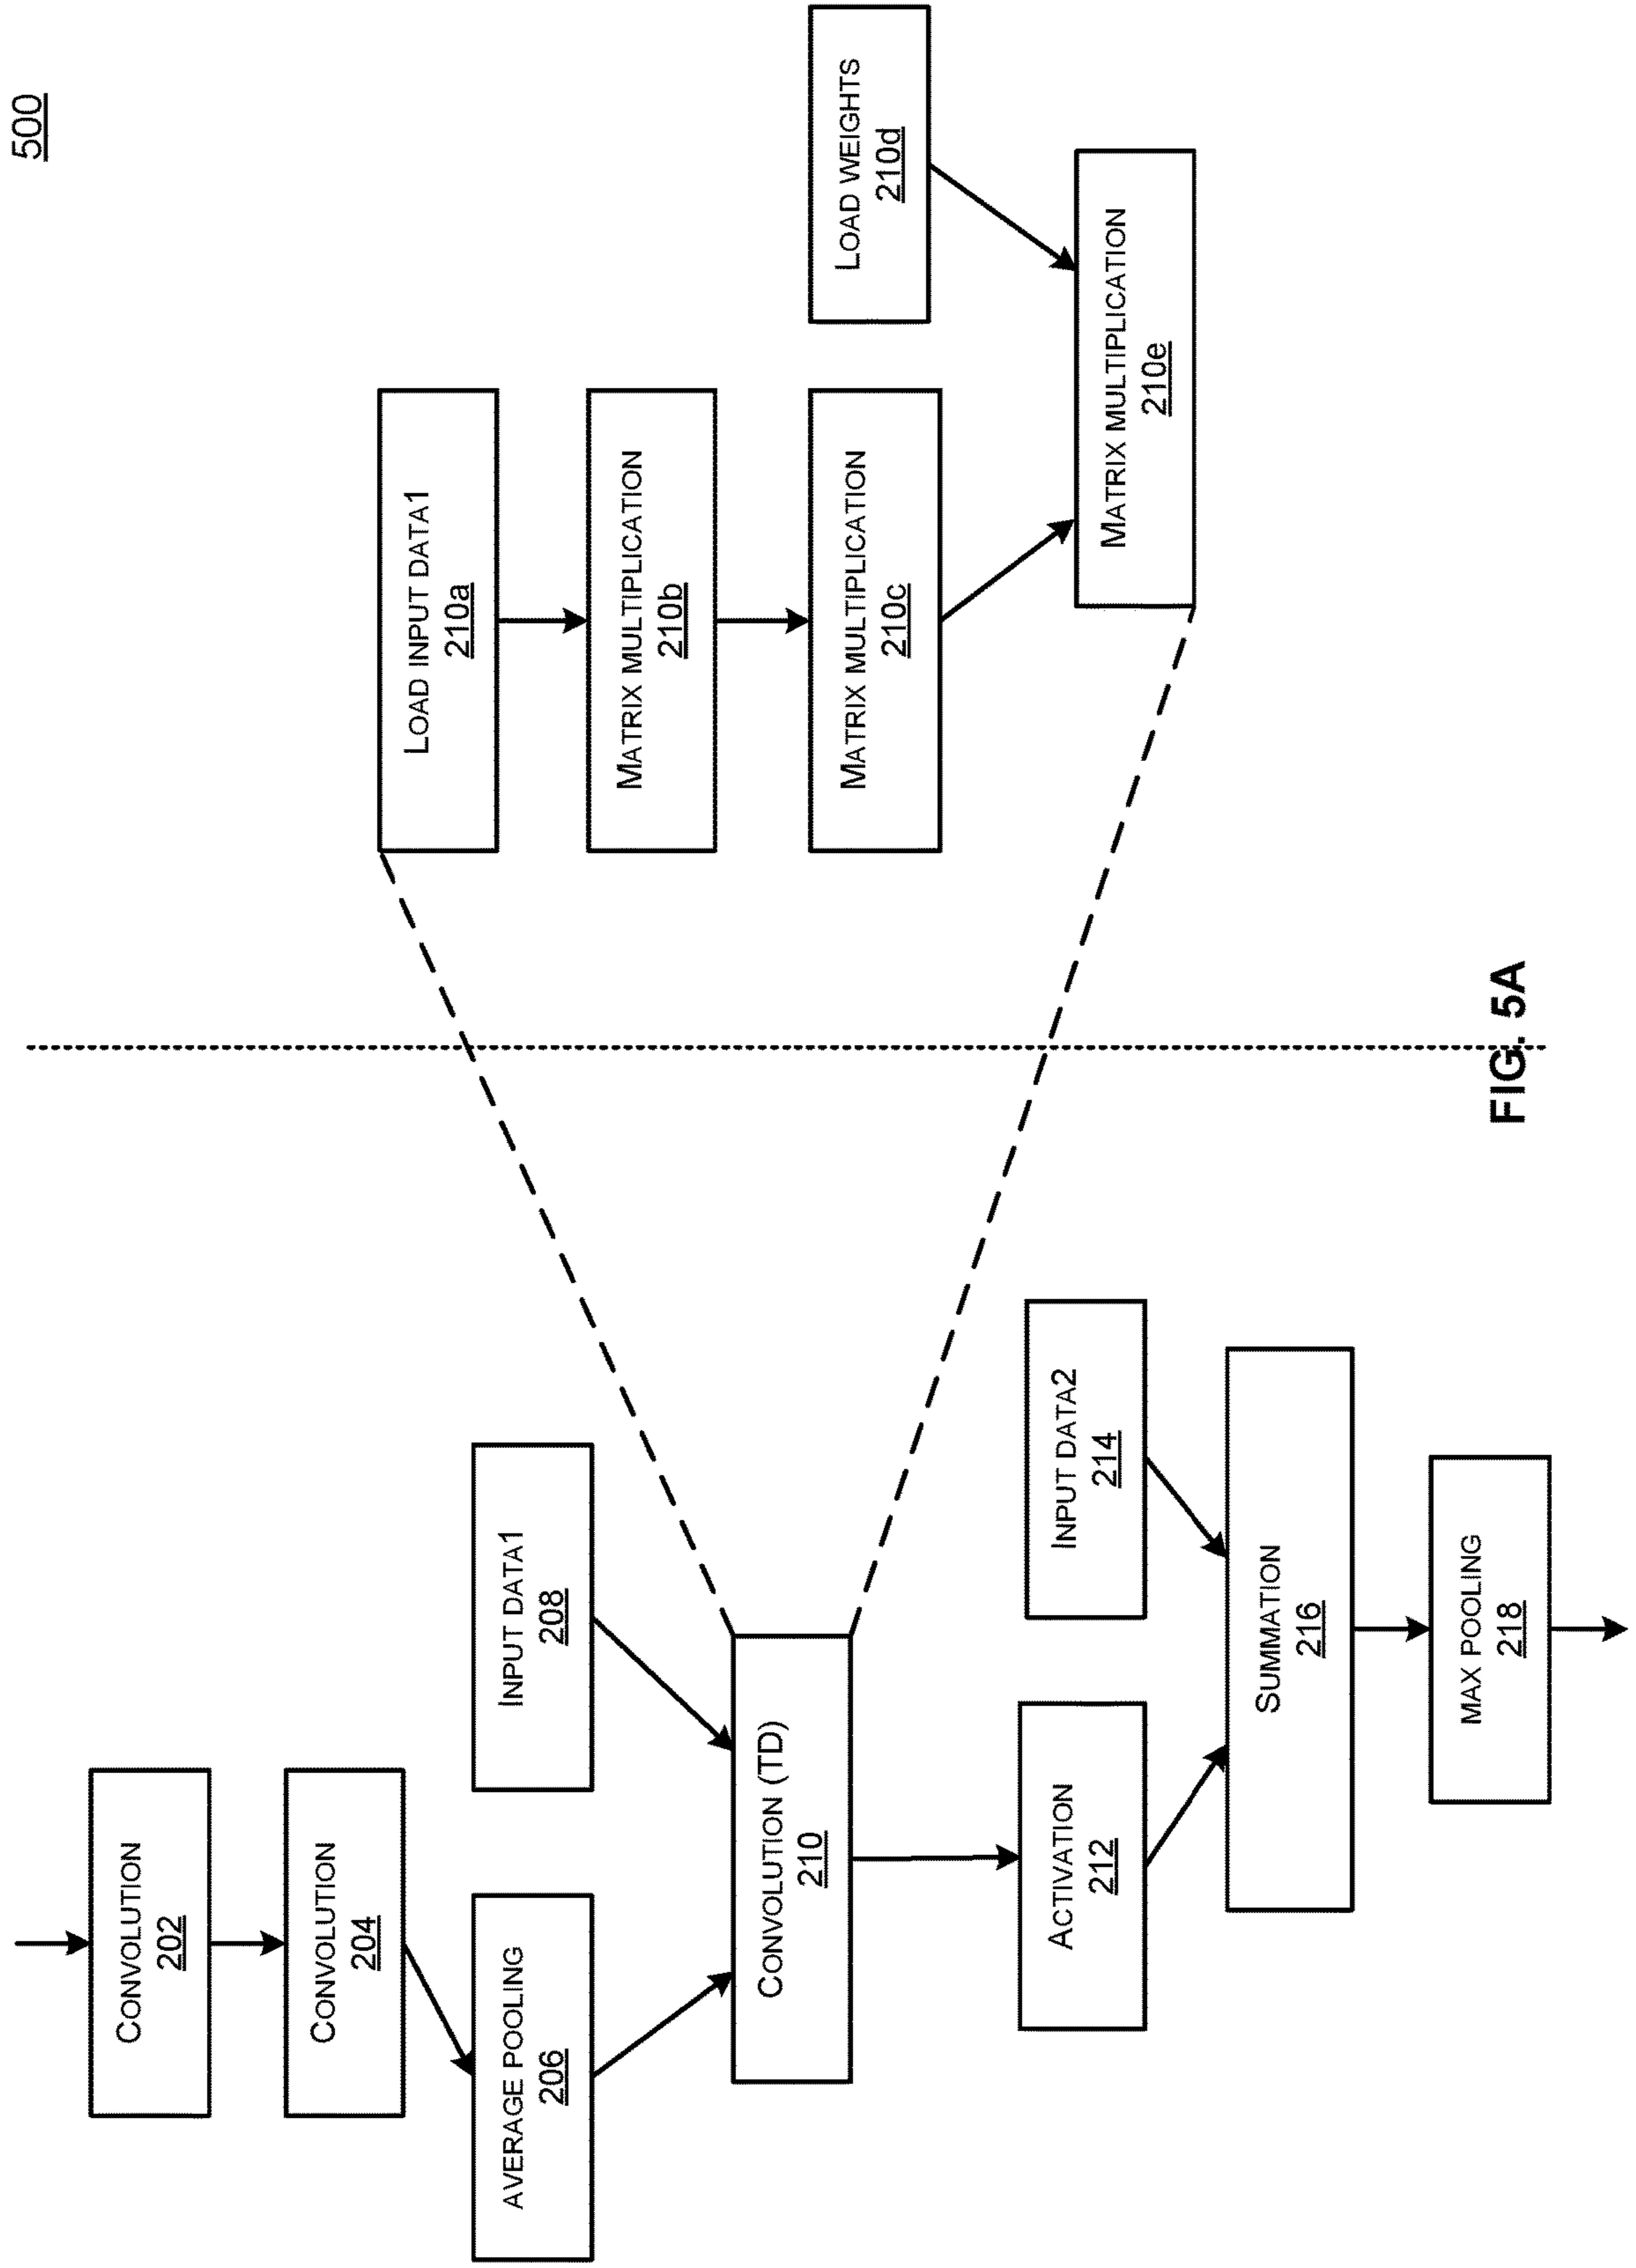 500
CONVOLUTION
202
CONVOLUTION
204
AVERAGE POOLING
206
INPUT DATA1
208
CONVOLUTION (TD)
210
ACTIVATION
212
INPUT DATA2
214
SUMMATION
216
MAX POOLING
218
LOAD INPUT DATA1
210a
MATRIX MULTIPLICATION
210b
MATRIX MULTIPLICATION
210c
LOAD WEIGHTS
210d
MATRIX MULTIPLICATION
210e
FIG. 5A